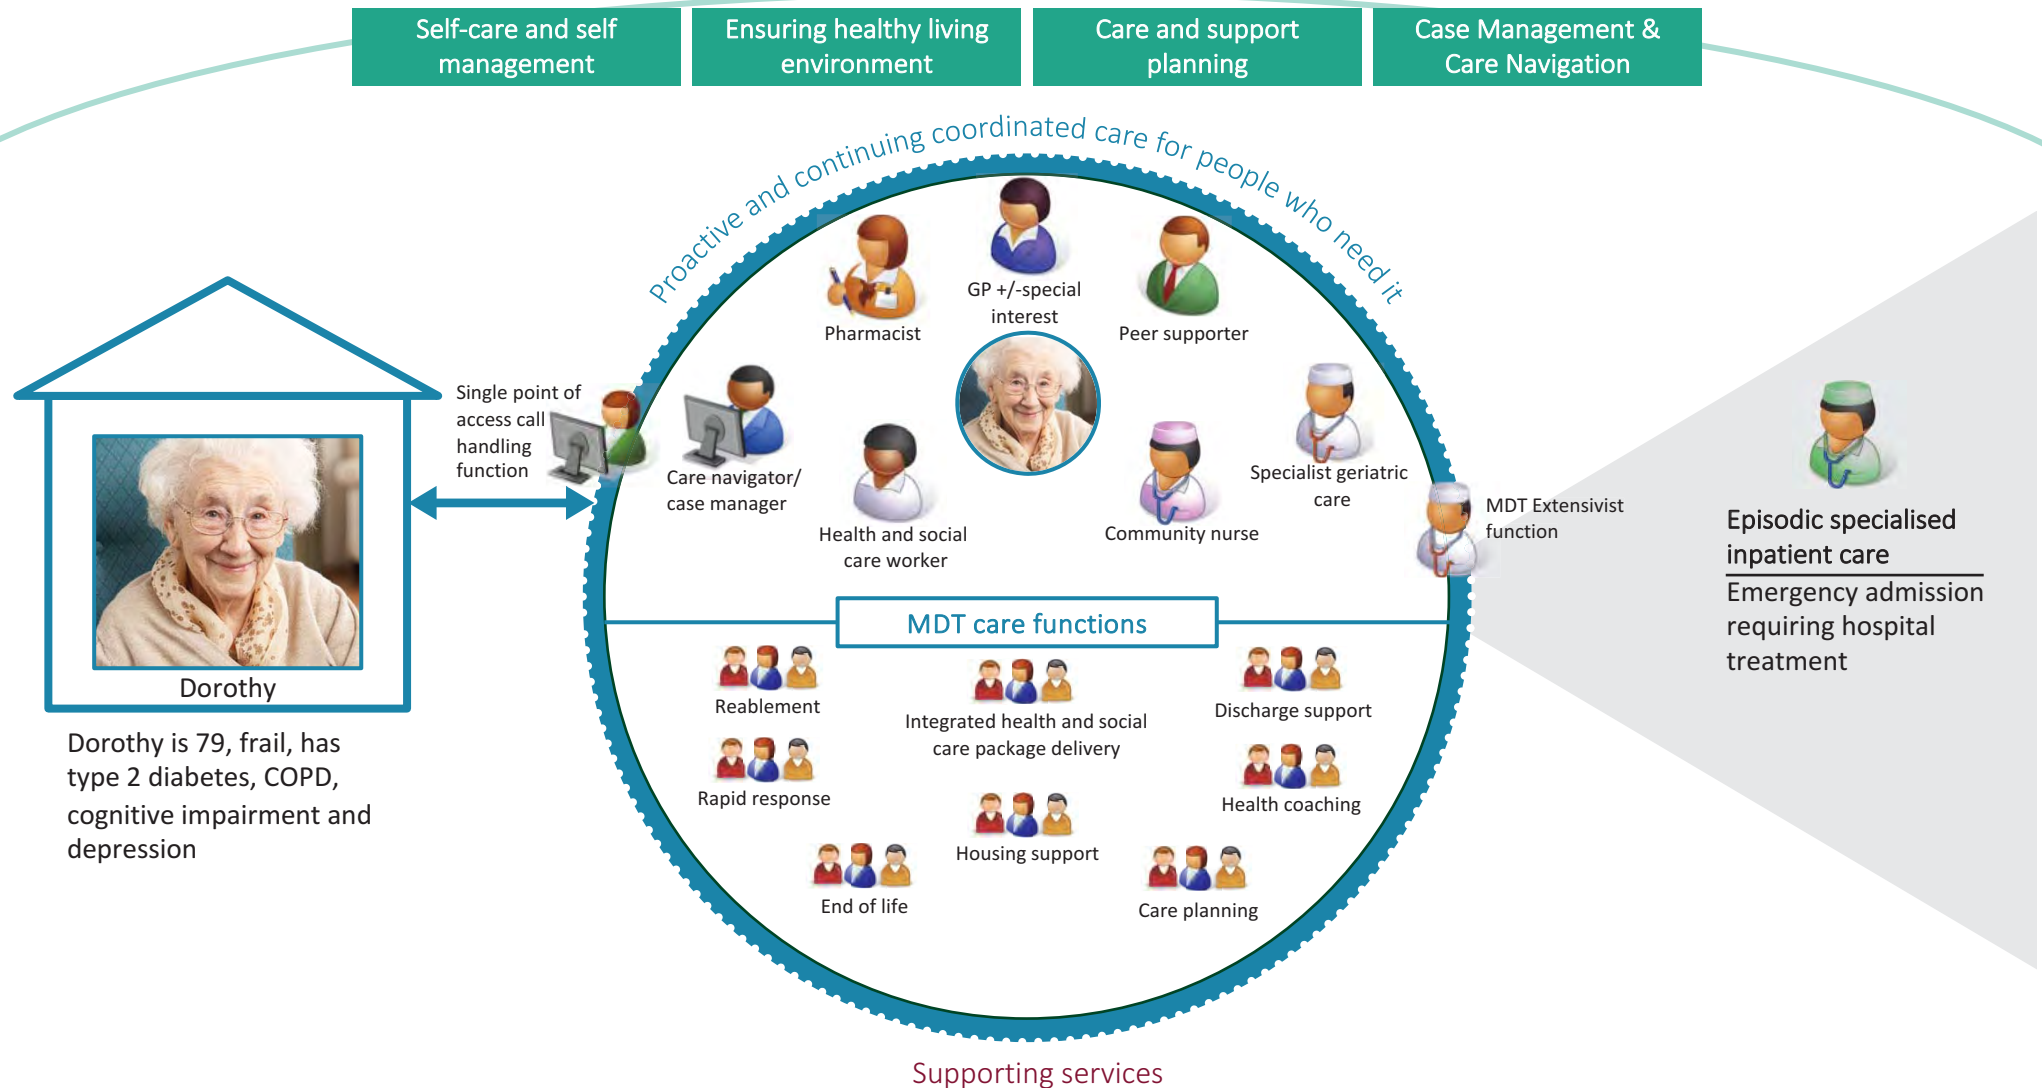 Self-care and self
management
Ensuring healthy living
environment
Care and support
planning
Case Management &
Care Navigation
Proactive and continuing coordinated care for people who need it
Pharmacist
GP +/-special
interest
Peer supporter
Single point of
access call
handling
function
Care navigator/
case manager
Health and social
care worker
Community nurse
Specialist geriatric
care
MDT Extensivist
function
Episodic specialised
inpatient care
Emergency admission
requiring hospital
treatment
Dorothy
Dorothy is 79, frail, has
type 2 diabetes, COPD,
cognitive impairment and
depression
MDT care functions
Reablement
Integrated health and social
care package delivery
Discharge support
Rapid response
Housing support
Health coaching
End of life
Care planning
Supporting services